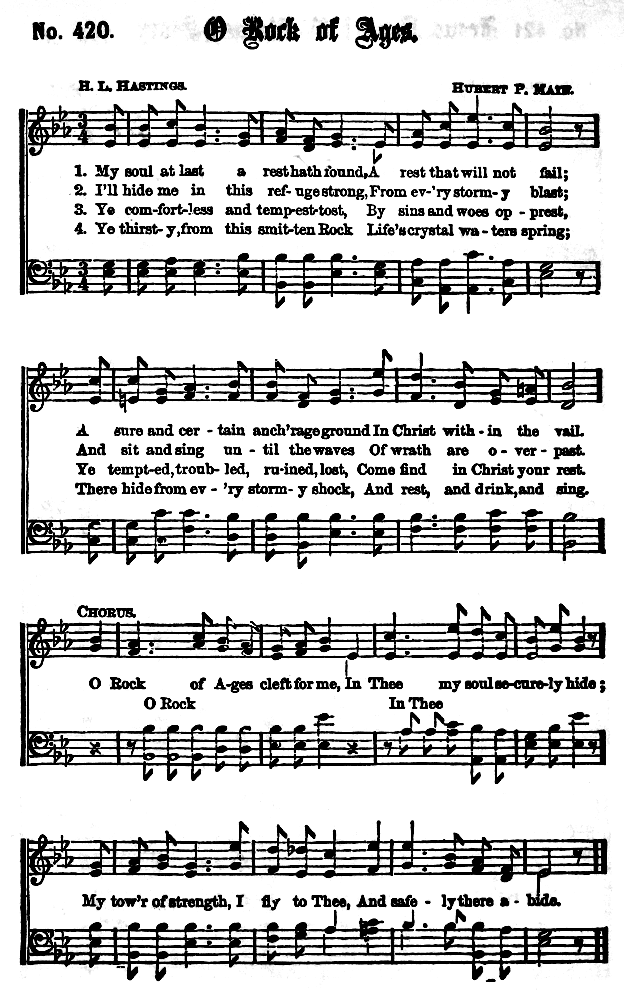 No. 420. O Rock of Ages.
H. L. HASTINGS. HUBERT P. MAIN.
1. My soul at last a rest hath found, A rest that will not fail;
2. I'll hide me in this ref-uge strong, From ev-'ry storm-y blast;
3. Ye com-fort-less and temp-est-tost, By sins and woes op-prest,
4. Ye thirst-y, from this smit-ten Rock Life's crystal wa-ters spring;
A sure and cer-tain anch'rage ground In Christ with-in the vail.
And sit and sing un-til the waves Of wrath are o-ver-past.
Ye tempt-ed, troub-led, ru-ined, lost, Come find in Christ your rest.
There hide from ev-'ry storm-y shock, And rest, and drink, and sing.
CHORUS.
O Rock of A-ges cleft for me, In Thee my soul se-cure-ly hide;
O Rock In Thee
My tow'r of strength, I fly to Thee, And safe-ly there a-bide.